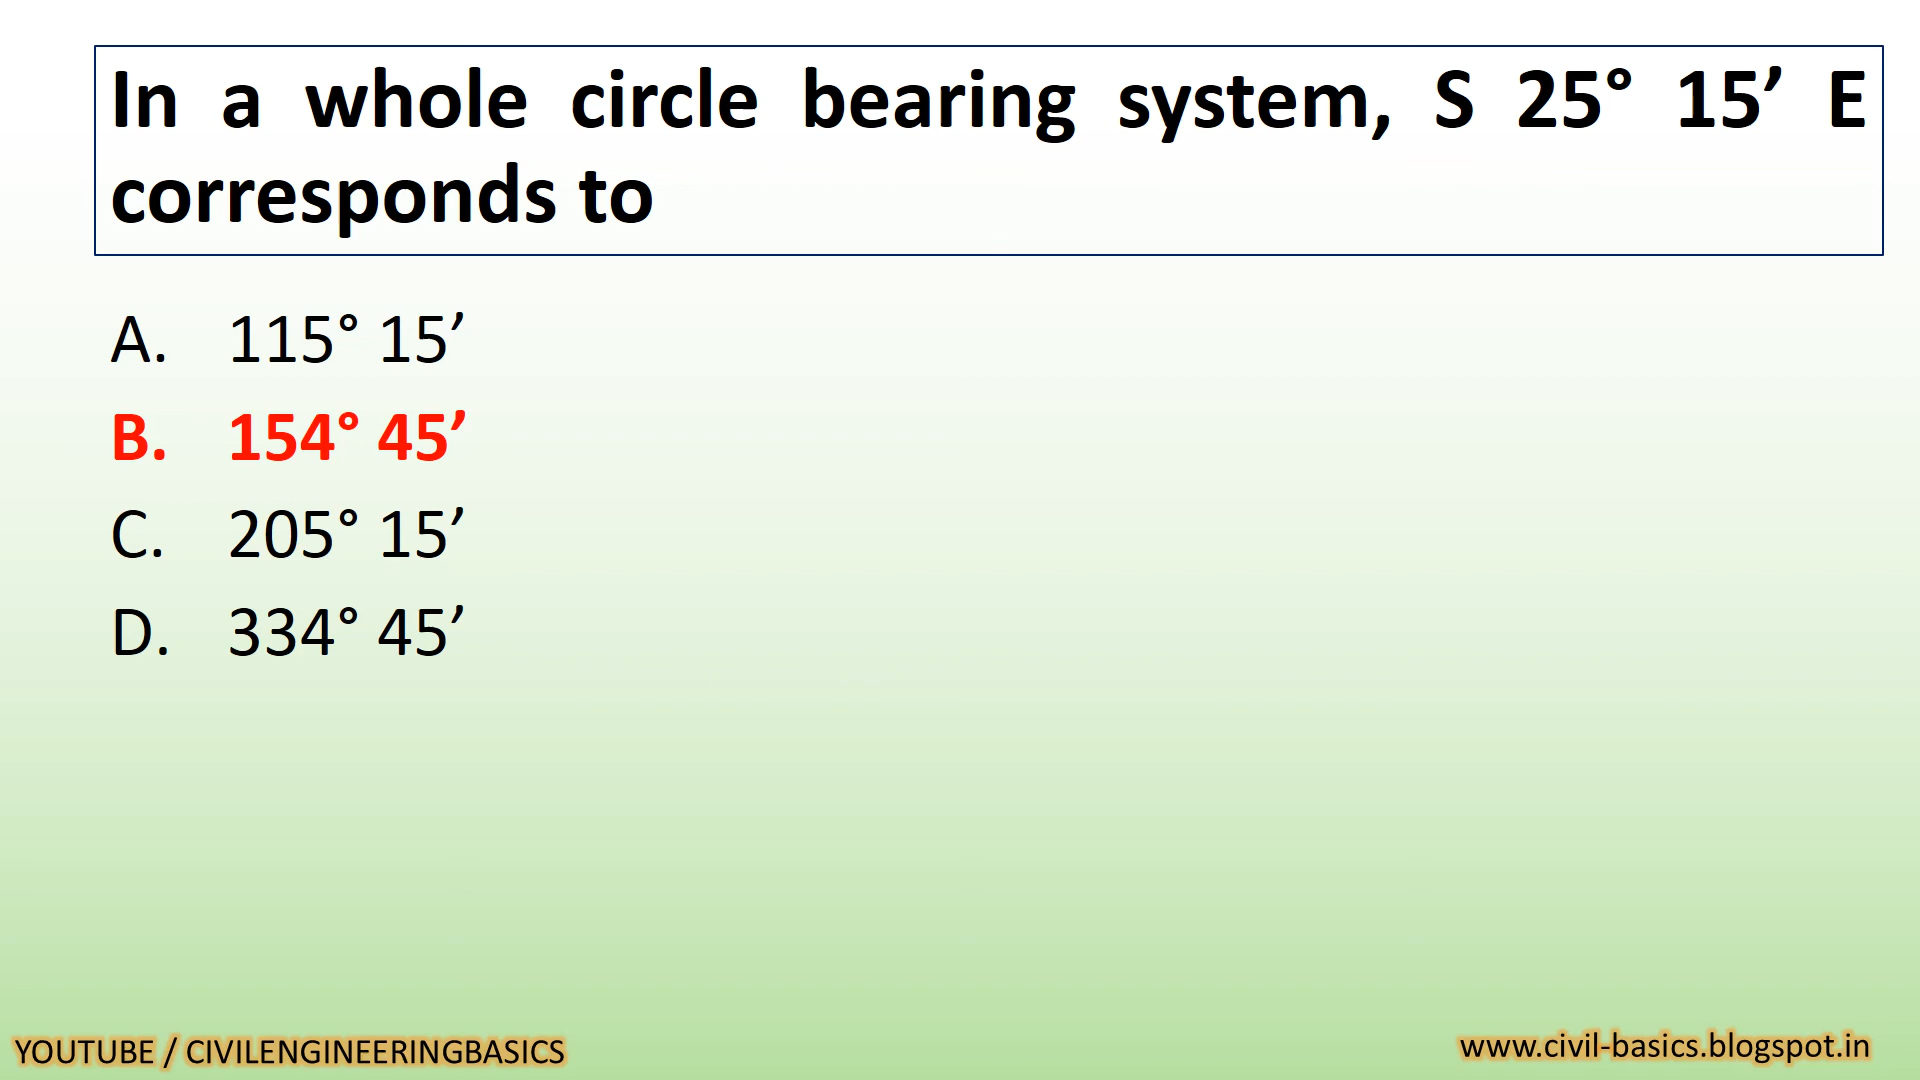 In a whole circle bearing system, S 25° 15’ E
corresponds to
A. 115° 15’
B. 154° 45’
C. 205° 15’
D. 334° 45’
YOUTUBE / CIVILENGINEERINGBASICS
www.civil-basics.blogspot.in